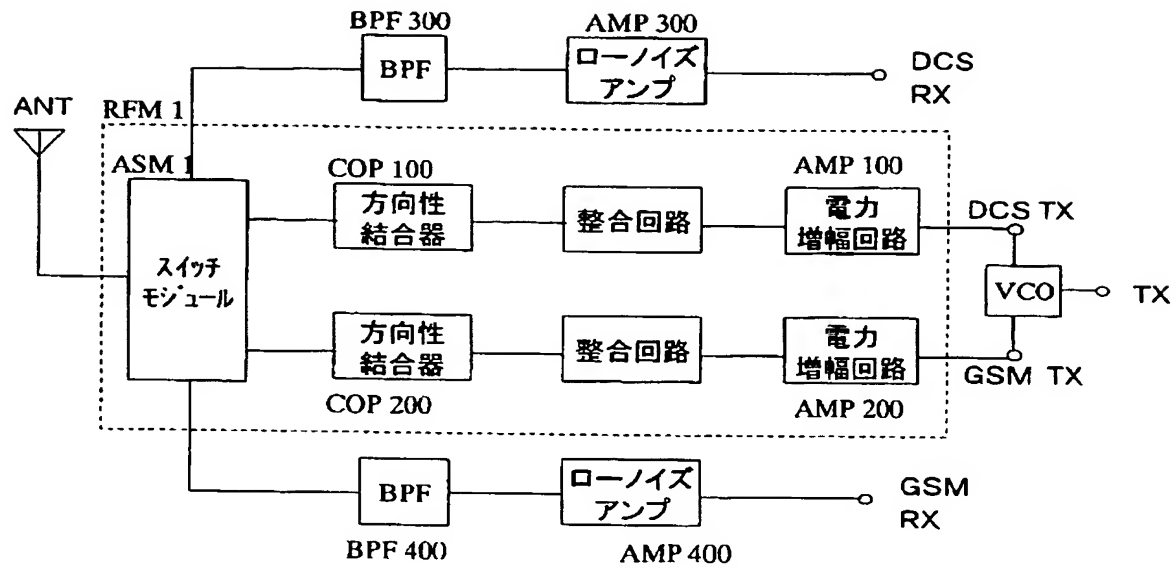 BPF 300
AMP 300
BPF
ローノイズ
アンプ
DCS
RX
ANT
RFM 1
ASM 1
COP 100
AMP 100
方向性
結合器
整合回路
電力
増幅回路
DCS TX
スイッチ
モジュール
VCO
TX
方向性
結合器
整合回路
電力
増幅回路
GSM TX
COP 200
AMP 200
BPF
ローノイズ
アンプ
GSM
RX
BPF 400
AMP 400